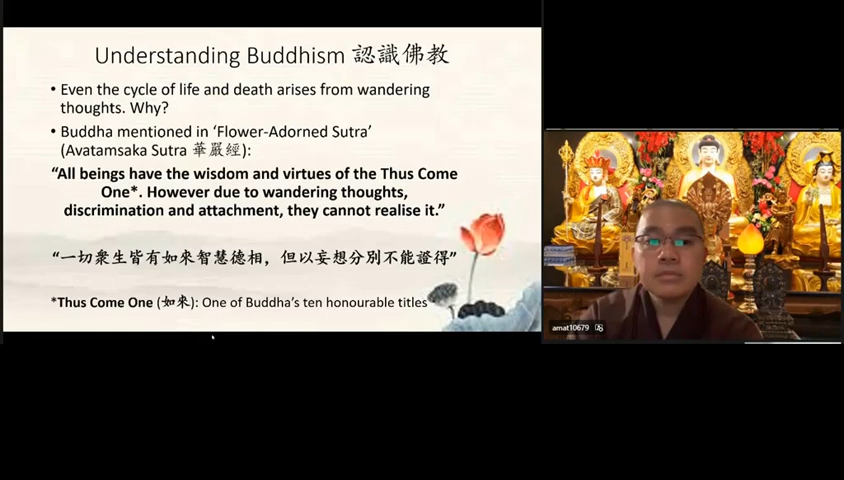 Understanding Buddhism 認識佛教
• Even the cycle of life and death arises from wandering
thoughts. Why?
• Buddha mentioned in ‘Flower-Adorned Sutra’
(Avatamsaka Sutra 華嚴經):
“All beings have the wisdom and virtues of the Thus Come
One*. However due to wandering thoughts,
discrimination and attachment, they cannot realise it.”
“一切衆生皆有如來智慧德相，但以妄想分別不能證得”
*Thus Come One (如來): One of Buddha’s ten honourable titles
amat10679